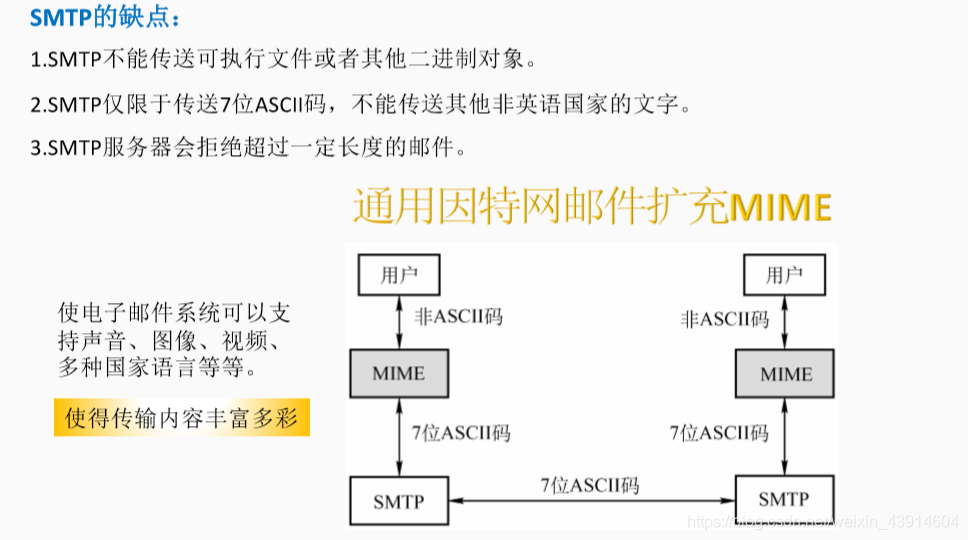 SMTP的缺点：
1.SMTP不能传送可执行文件或者其他二进制对象。
2.SMTP仅限于传送7位ASCII码，不能传送其他非英语国家的文字。
3.SMTP服务器会拒绝超过一定长度的邮件。
通用因特网邮件扩充MIME
使电子邮件系统可以支
持声音、图像、视频、
多种国家语言等等。
使得传输内容丰富多彩
用户
用户
非ASCII码
非ASCII码
MIME
MIME
7位ASCII码
7位ASCII码
7位ASCII码
SMTP
SMTP
https://blog.csdn.net/weixin_43914604